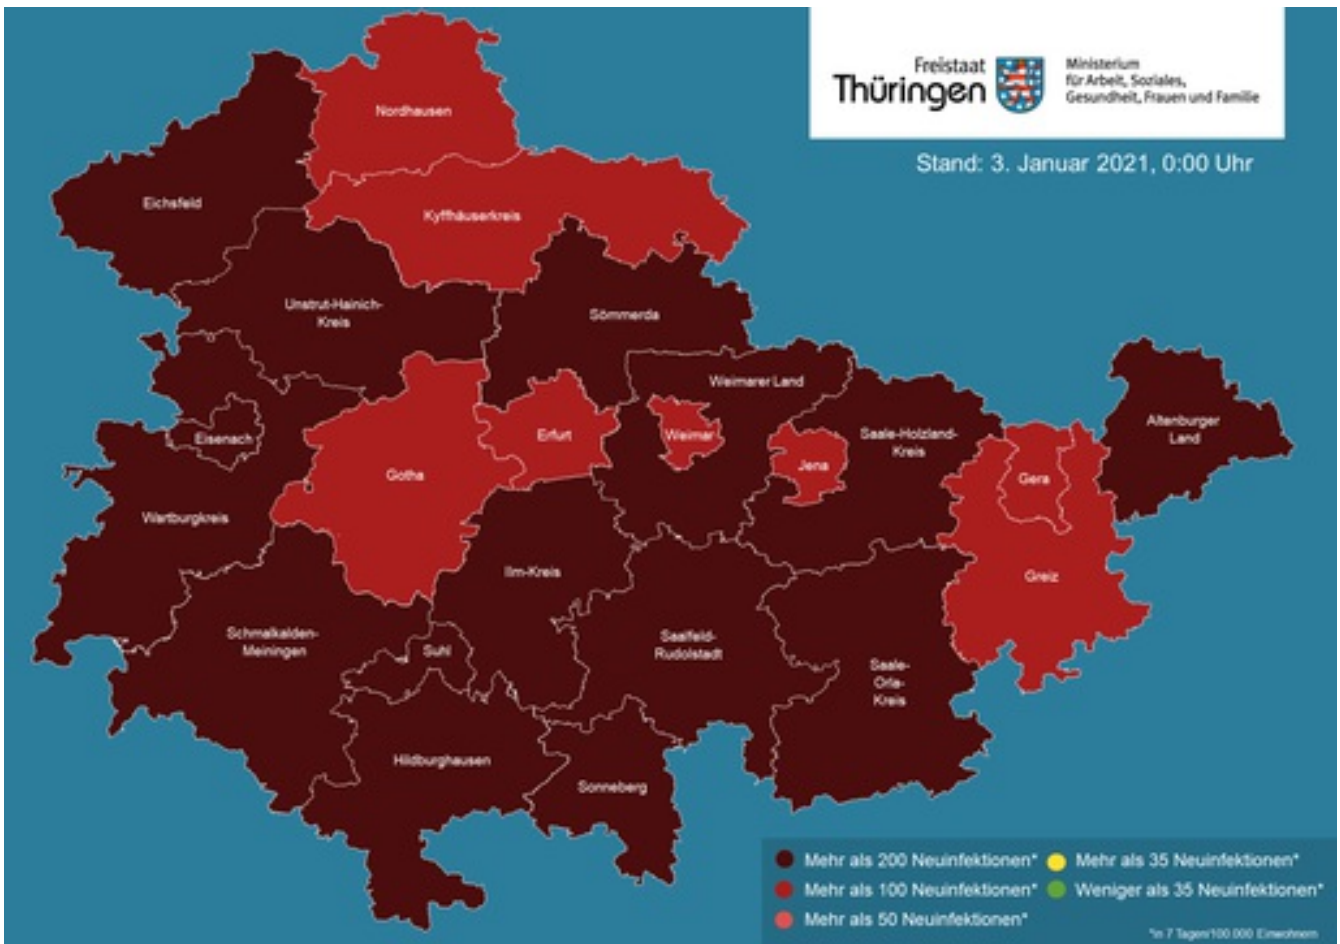 Freistaat
Thüringen
Ministerium
für Arbeit, Soziales,
Gesundheit, Frauen und Familie
Stand: 3. Januar 2021, 0:00 Uhr
Nordhausen
Eichsfeld
Kyffhäuserkreis
Unstrut-Hainich-
Kreis
Sömmerda
Weimarer Land
Altenburger
Land
Eisenach
Erfurt
Weimar
Saale-Holzland-
Kreis
Jena
Gotha
Gera
Wartburgkreis
Ilm-Kreis
Greiz
Schmalkalden-
Meiningen
Suhl
Saalfeld-
Rudolstadt
Saale-
Orla-
Kreis
Hildburghausen
Sonneberg
Mehr als 200 Neuinfektionen*
Mehr als 100 Neuinfektionen*
Mehr als 50 Neuinfektionen*
Mehr als 35 Neuinfektionen*
Weniger als 35 Neuinfektionen*
*in 7 Tagen/100.000 Einwohnern